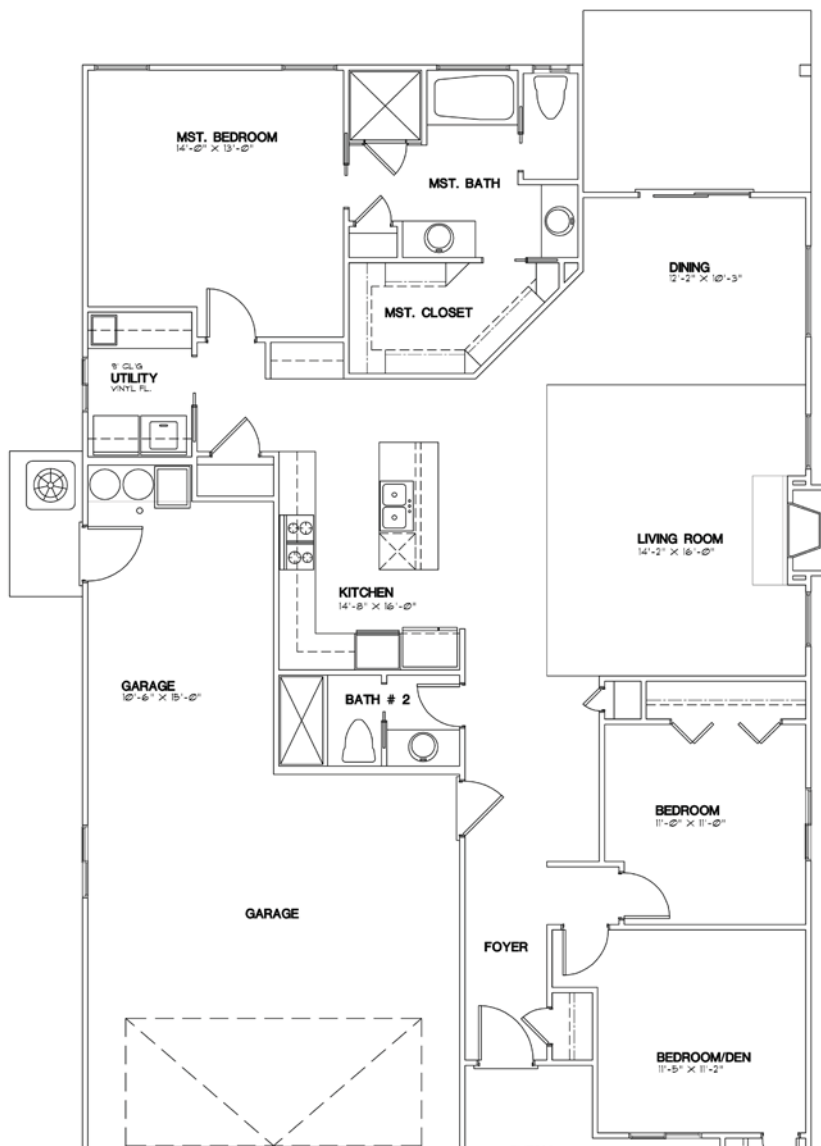 MST. BEDROOM
14'-0" X 13'-0"
MST. BATH
DINING
12'-2" X 10'-3"
MST. CLOSET
9' CL'G
UTILITY
VINYL FL.
LIVING ROOM
14'-2" X 16'-0"
KITCHEN
14'-8" X 16'-0"
GARAGE
10'-6" X 15'-0"
BATH # 2
BEDROOM
11'-0" X 11'-0"
GARAGE
FOYER
BEDROOM/DEN
11'-5" X 11'-2"